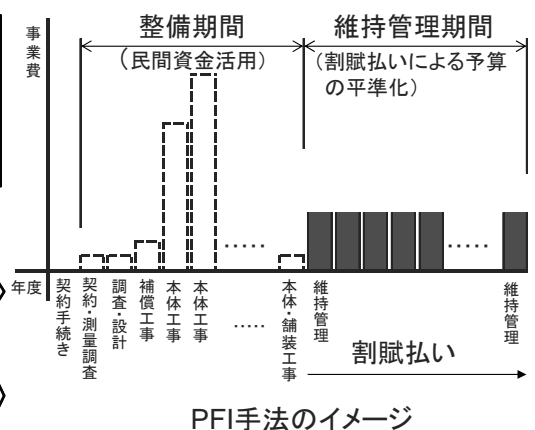 事業費
整備期間
（民間資金活用）
維持管理期間
（割賦払いによる予算
の平準化）
.....
.....
年度
契約手続き
契約・測量調査
調査・設計
補償工事
本体工事
本体工事
.....
本体・舗装工事
維持管理
維持管理
割賦払い
PFI手法のイメージ